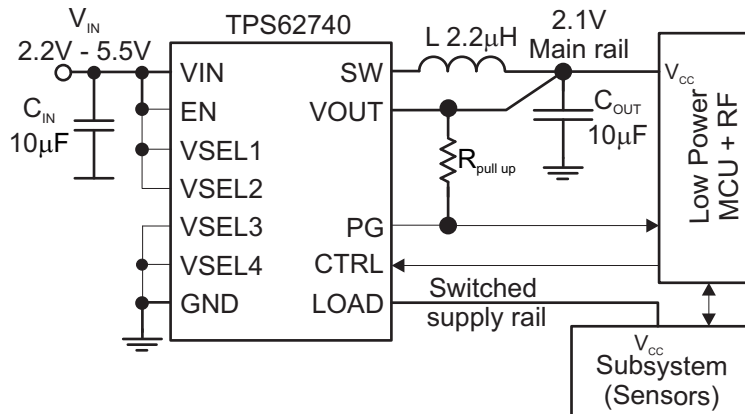 TPS62740
V_IN
2.2V - 5.5V
C_IN
10μF
VIN
EN
VSEL1
VSEL2
VSEL3
VSEL4
GND
SW
VOUT
PG
CTRL
LOAD
L 2.2μH
2.1V
Main rail
C_OUT
10μF
R_pull up
Switched
supply rail
V_CC
Low Power
MCU + RF
V_CC
Subsystem
(Sensors)